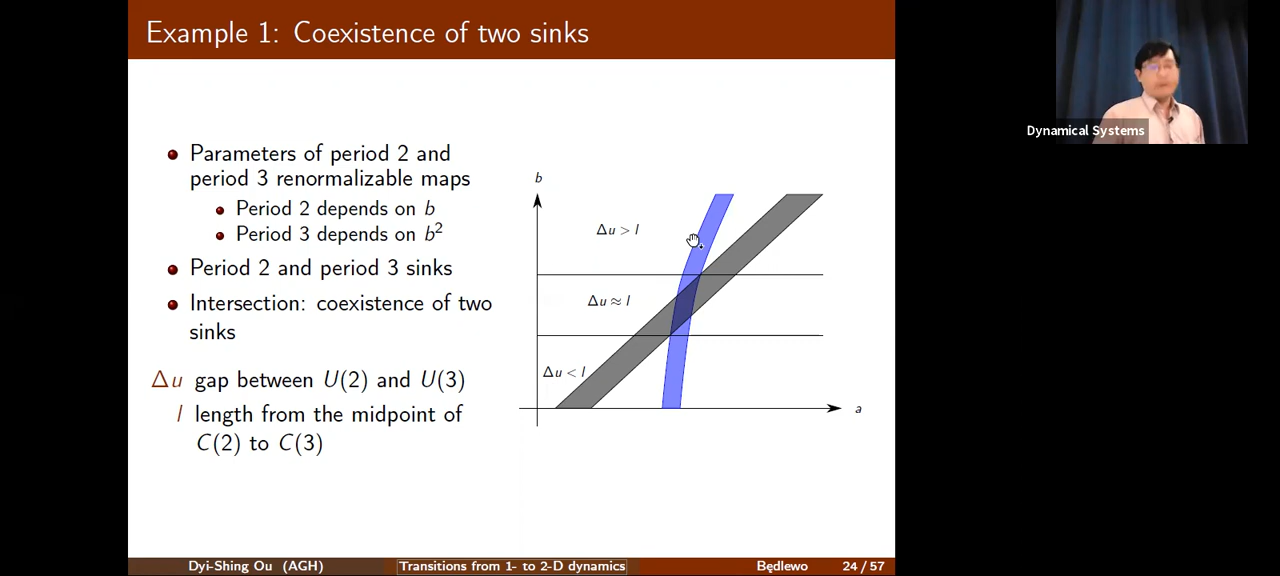 Example 1: Coexistence of two sinks
Parameters of period 2 and
period 3 renormalizable maps
Period 2 depends on b
Period 3 depends on b²
Period 2 and period 3 sinks
Intersection: coexistence of two
sinks
Δu gap between U(2) and U(3)
l length from the midpoint of
C(2) to C(3)
b
Δu > l
Δu ≈ l
Δu < l
a
Dynamical Systems
Dyi-Shing Ou (AGH) Transitions from 1- to 2-D dynamics Będlewo 24 / 57